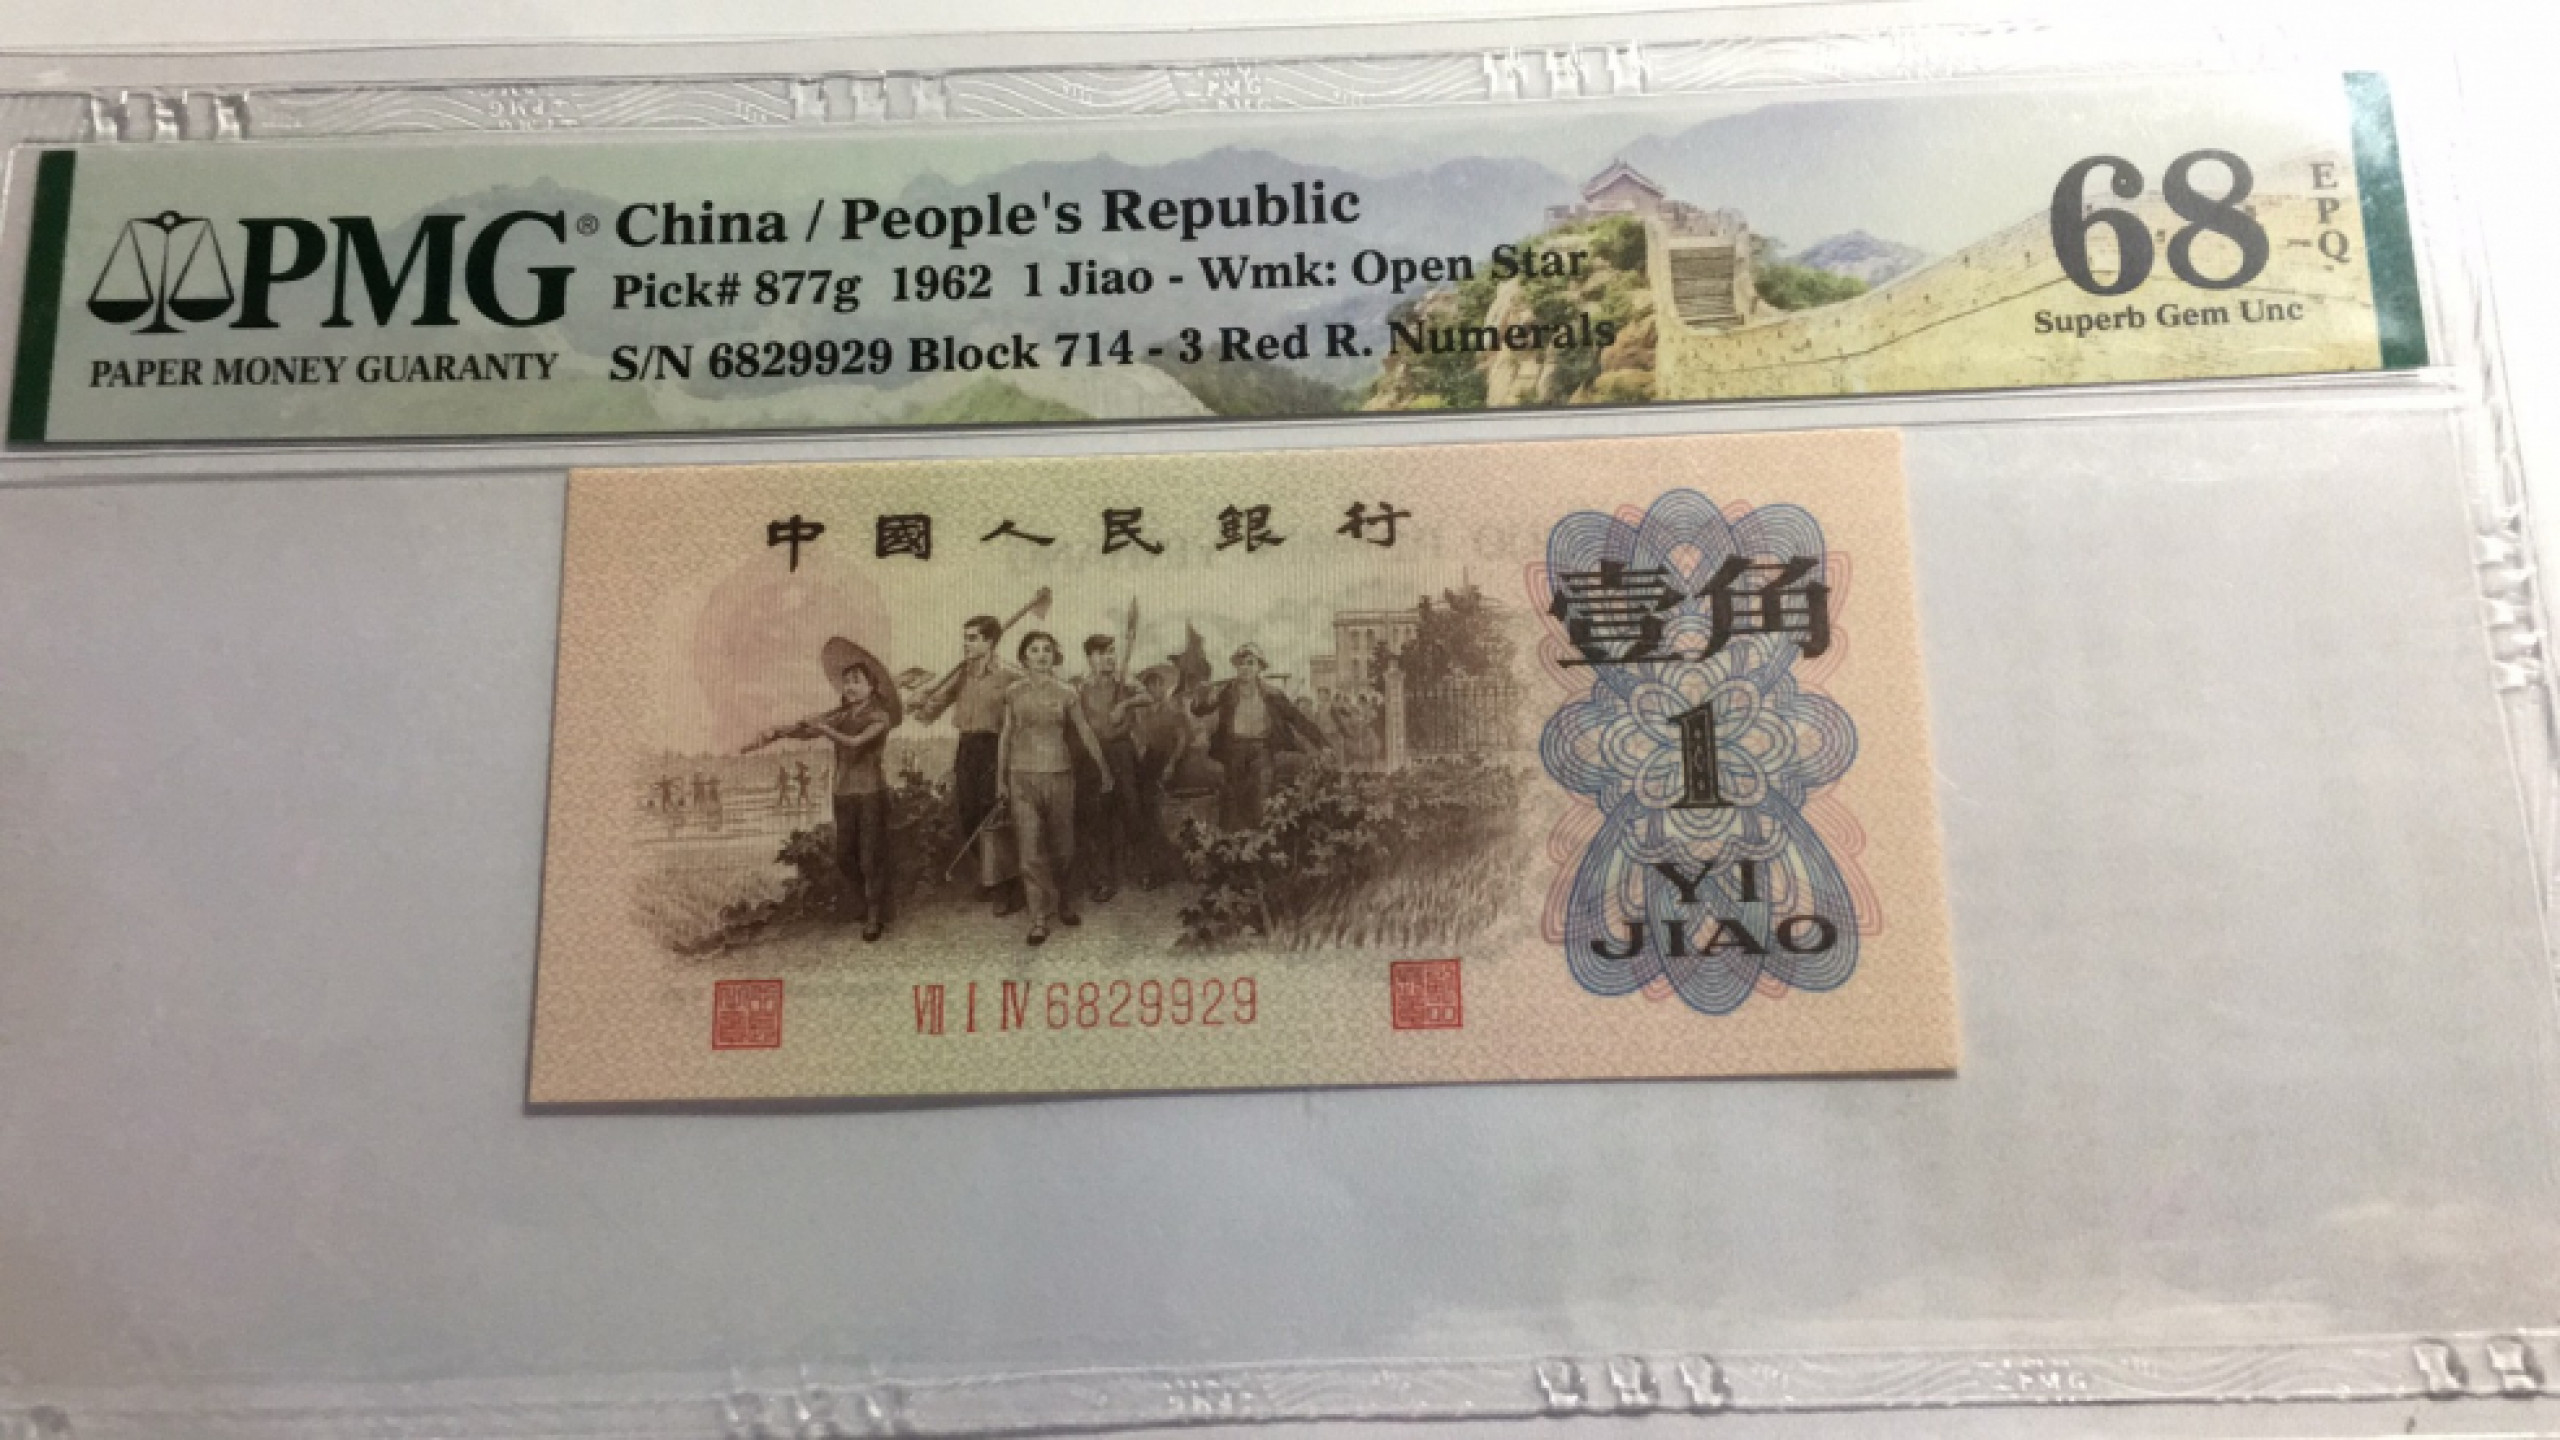 PMG® China / People's Republic
Pick# 877g 1962 1 Jiao - Wmk: Open Star
S/N 6829929 Block 714 - 3 Red R. Numerals
PAPER MONEY GUARANTY
68
EPQ
Superb Gem Unc
中國人民銀行
壹角
1
YI
JIAO
VII I IV 6829929